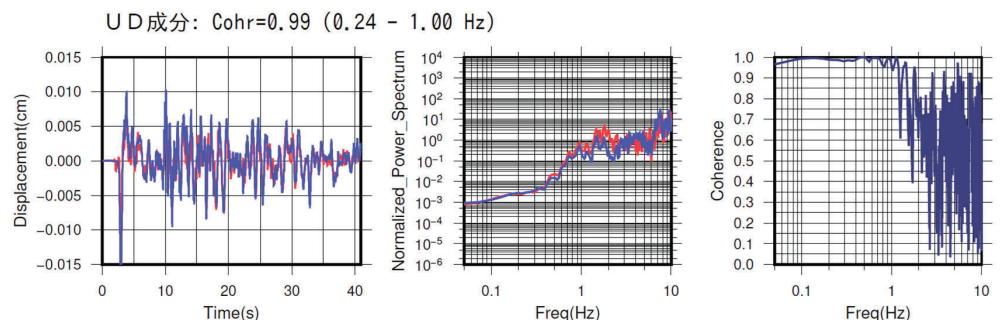 ＵＤ成分: Cohr=0.99 (0.24 - 1.00 Hz)
Displacement(cm)
0.015
0.010
0.005
0.000
−0.005
−0.010
−0.015
0 10 20 30 40
Time(s)
Normalized_Power_Spectrum
10⁴
10³
10²
10¹
10⁰
10⁻¹
10⁻²
10⁻³
10⁻⁴
10⁻⁵
10⁻⁶
0.1 1 10
Freq(Hz)
Coherence
1.0
0.9
0.8
0.7
0.6
0.5
0.4
0.3
0.2
0.1
0.0
0.1 1 10
Freq(Hz)